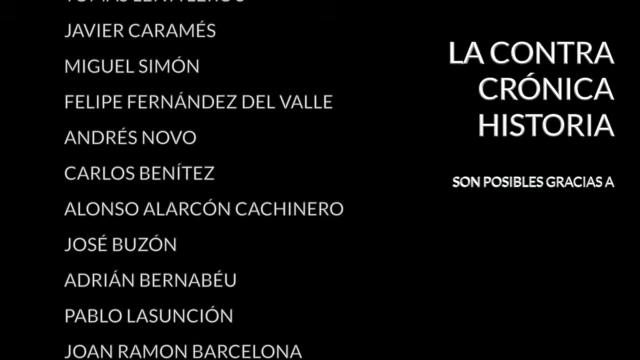 JAVIER CARAMÉS
MIGUEL SIMÓN
FELIPE FERNÁNDEZ DEL VALLE
ANDRÉS NOVO
CARLOS BENÍTEZ
ALONSO ALARCÓN CACHINERO
JOSÉ BUZÓN
ADRIÁN BERNABÉU
PABLO LASUNCIÓN
JOAN RAMON BARCELONA
LA CONTRA
CRÓNICA
HISTORIA
SON POSIBLES GRACIAS A